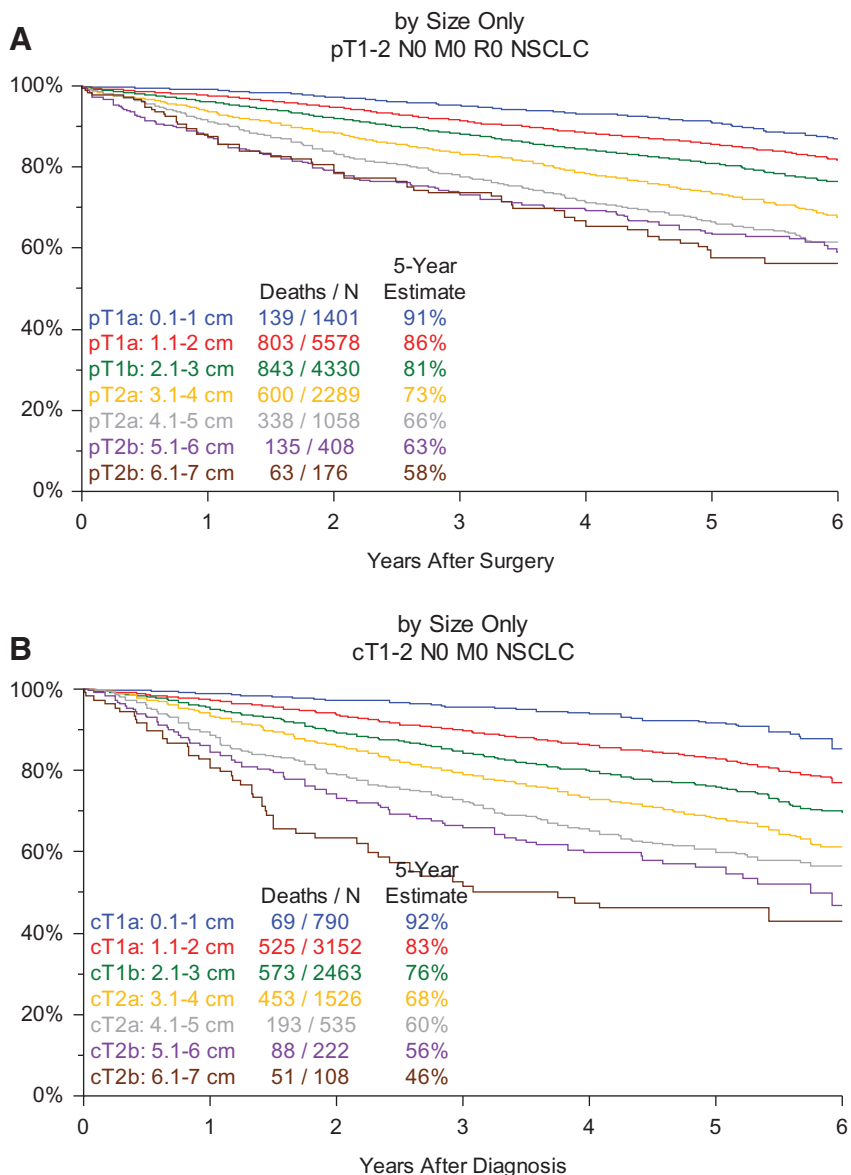 A
by Size Only
pT1-2 N0 M0 R0 NSCLC
100%
80%
60%
40%
20%
0%
5-Year
Deaths / N Estimate
pT1a: 0.1-1 cm 139 / 1401 91%
pT1a: 1.1-2 cm 803 / 5578 86%
pT1b: 2.1-3 cm 843 / 4330 81%
pT2a: 3.1-4 cm 600 / 2289 73%
pT2a: 4.1-5 cm 338 / 1058 66%
pT2b: 5.1-6 cm 135 / 408 63%
pT2b: 6.1-7 cm 63 / 176 58%
0 1 2 3 4 5 6
Years After Surgery
B
by Size Only
cT1-2 N0 M0 NSCLC
100%
80%
60%
40%
20%
0%
5-Year
Deaths / N Estimate
cT1a: 0.1-1 cm 69 / 790 92%
cT1a: 1.1-2 cm 525 / 3152 83%
cT1b: 2.1-3 cm 573 / 2463 76%
cT2a: 3.1-4 cm 453 / 1526 68%
cT2a: 4.1-5 cm 193 / 535 60%
cT2b: 5.1-6 cm 88 / 222 56%
cT2b: 6.1-7 cm 51 / 108 46%
0 1 2 3 4 5 6
Years After Diagnosis